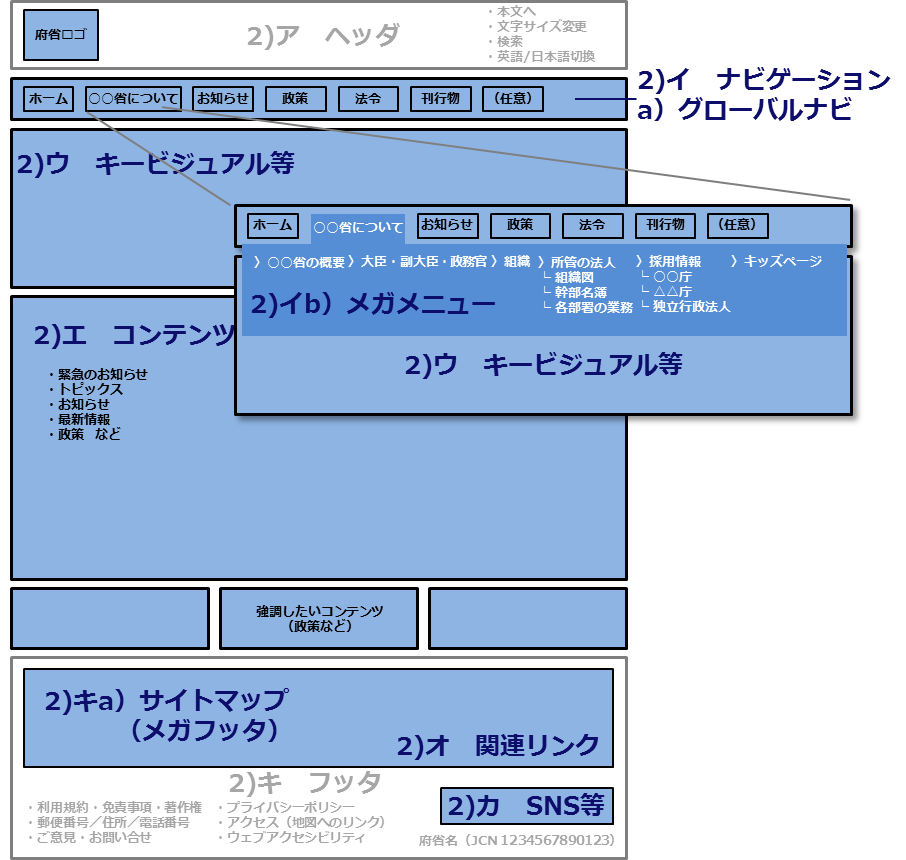 府省ロゴ
2)ア　ヘッダ
・本文へ
・文字サイズ変更
・検索
・英語/日本語切換
ホーム
○○省について
お知らせ
政策
法令
刊行物
（任意）
2)イ　ナビゲーション
a）グローバルナビ
2)ウ　キービジュアル等
ホーム
○○省について
お知らせ
政策
法令
刊行物
（任意）
〉○○省の概要
〉大臣・副大臣・政務官
〉組織
〉所管の法人
└ 組織図
└ 幹部名簿
└ 各部署の業務
〉採用情報
└ ○○庁
└ △△庁
└ 独立行政法人
〉キッズページ
2)イb）メガメニュー
2)ウ　キービジュアル等
2)エ　コンテンツ
・緊急のお知らせ
・トピックス
・お知らせ
・最新情報
・政策　など
強調したいコンテンツ
（政策など）
2)キa）サイトマップ
（メガフッタ）
2)オ　関連リンク
2)キ　フッタ
・利用規約・免責事項・著作権
・郵便番号／住所／電話番号
・ご意見・お問い合せ
・プライバシーポリシー
・アクセス（地図へのリンク）
・ウェブアクセシビリティ
2)カ　SNS等
府省名（JCN 1234567890123）